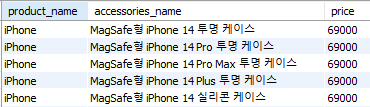 product_name accessories_name price
iPhone MagSafe형 iPhone 14 투명 케이스 69000
iPhone MagSafe형 iPhone 14 Pro 투명 케이스 69000
iPhone MagSafe형 iPhone 14 Pro Max 투명 케이스 69000
iPhone MagSafe형 iPhone 14 Plus 투명 케이스 69000
iPhone MagSafe형 iPhone 14 실리콘 케이스 69000